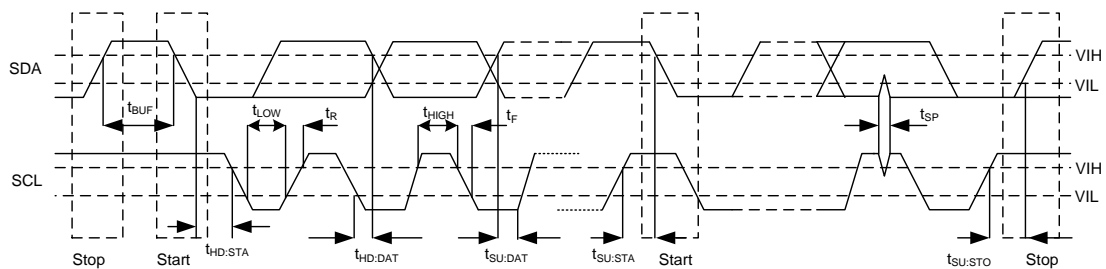 SDA
VIH
VIL
tBUF
tLOW
tR
tHIGH
tF
tSP
SCL
VIH
VIL
tHD:STA
tHD:DAT
tSU:DAT
tSU:STA
tSU:STO
Stop
Start
Start
Stop